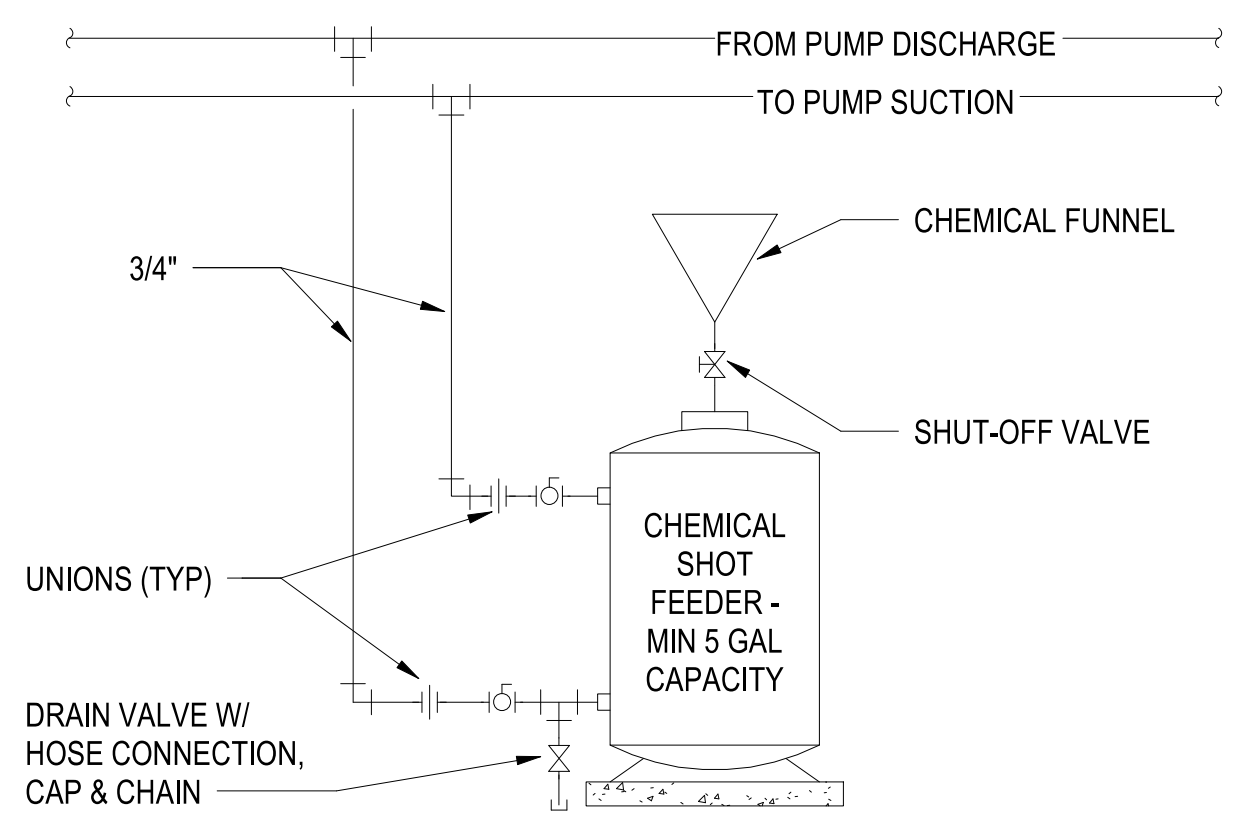 FROM PUMP DISCHARGE
TO PUMP SUCTION
CHEMICAL FUNNEL
3/4"
SHUT-OFF VALVE
CHEMICAL
SHOT
FEEDER -
MIN 5 GAL
CAPACITY
UNIONS (TYP)
DRAIN VALVE W/
HOSE CONNECTION,
CAP & CHAIN